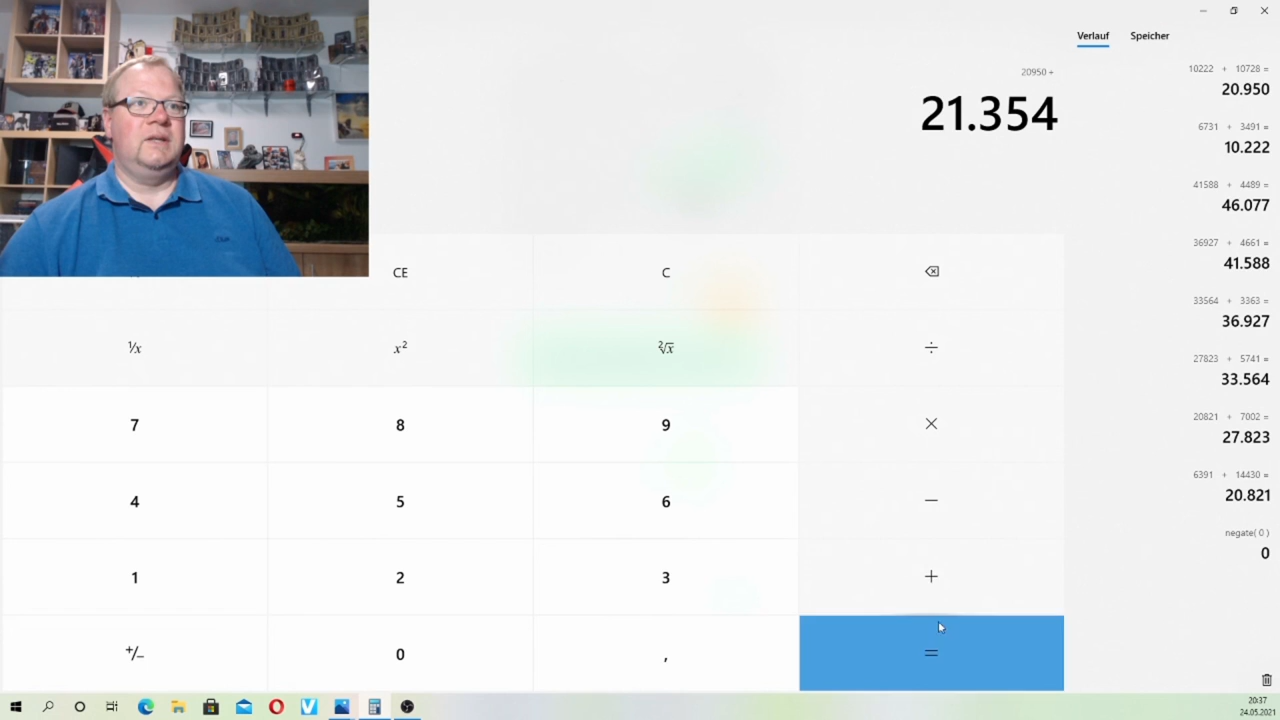 Verlauf Speicher
20950 +
21.354
10222 + 10728 =
20.950
6731 + 3491 =
10.222
41588 + 4489 =
46.077
36927 + 4661 =
41.588
33564 + 3363 =
36.927
27823 + 5741 =
33.564
20821 + 7002 =
27.823
6391 + 14430 =
20.821
negate( 0 )
0
CE C
¹/x x² ²√x ÷
7 8 9 ×
4 5 6 −
1 2 3 +
+/− 0 , =
20:37
24.05.2021